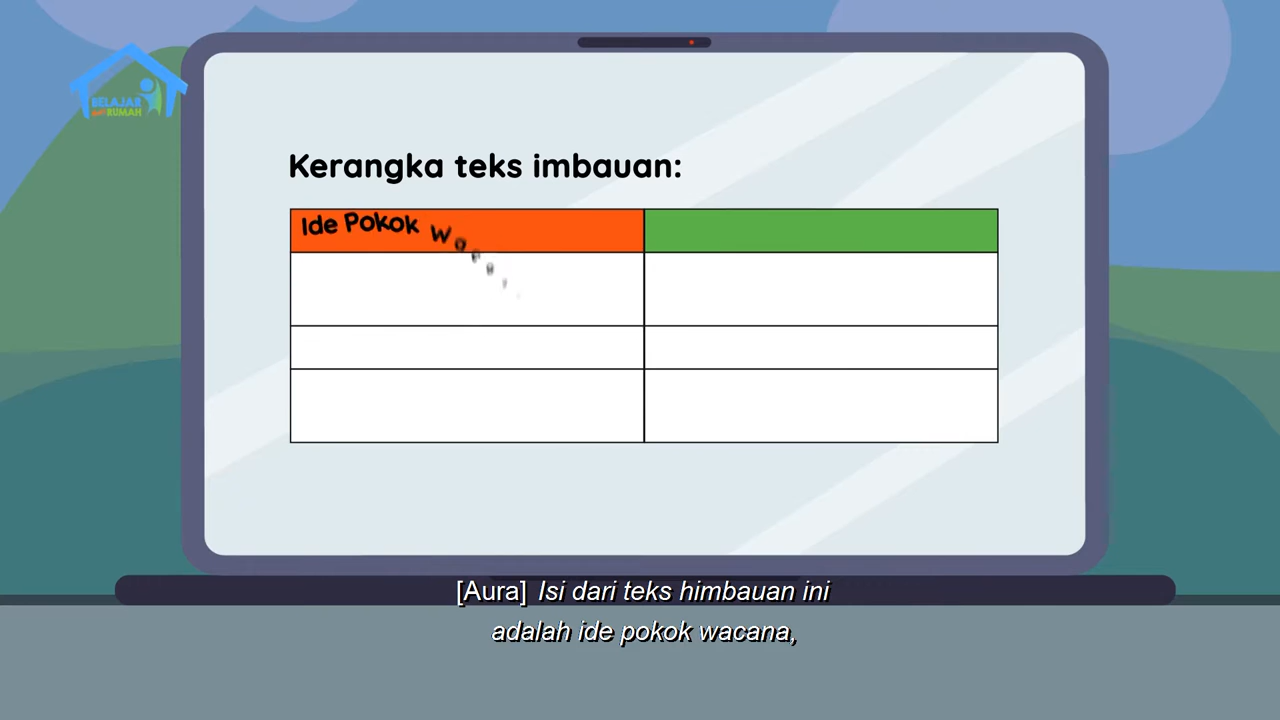 BELAJAR
RUMAH
Kerangka teks imbauan:
Ide Pokok
[Aura] Isi dari teks himbauan ini
adalah ide pokok wacana,